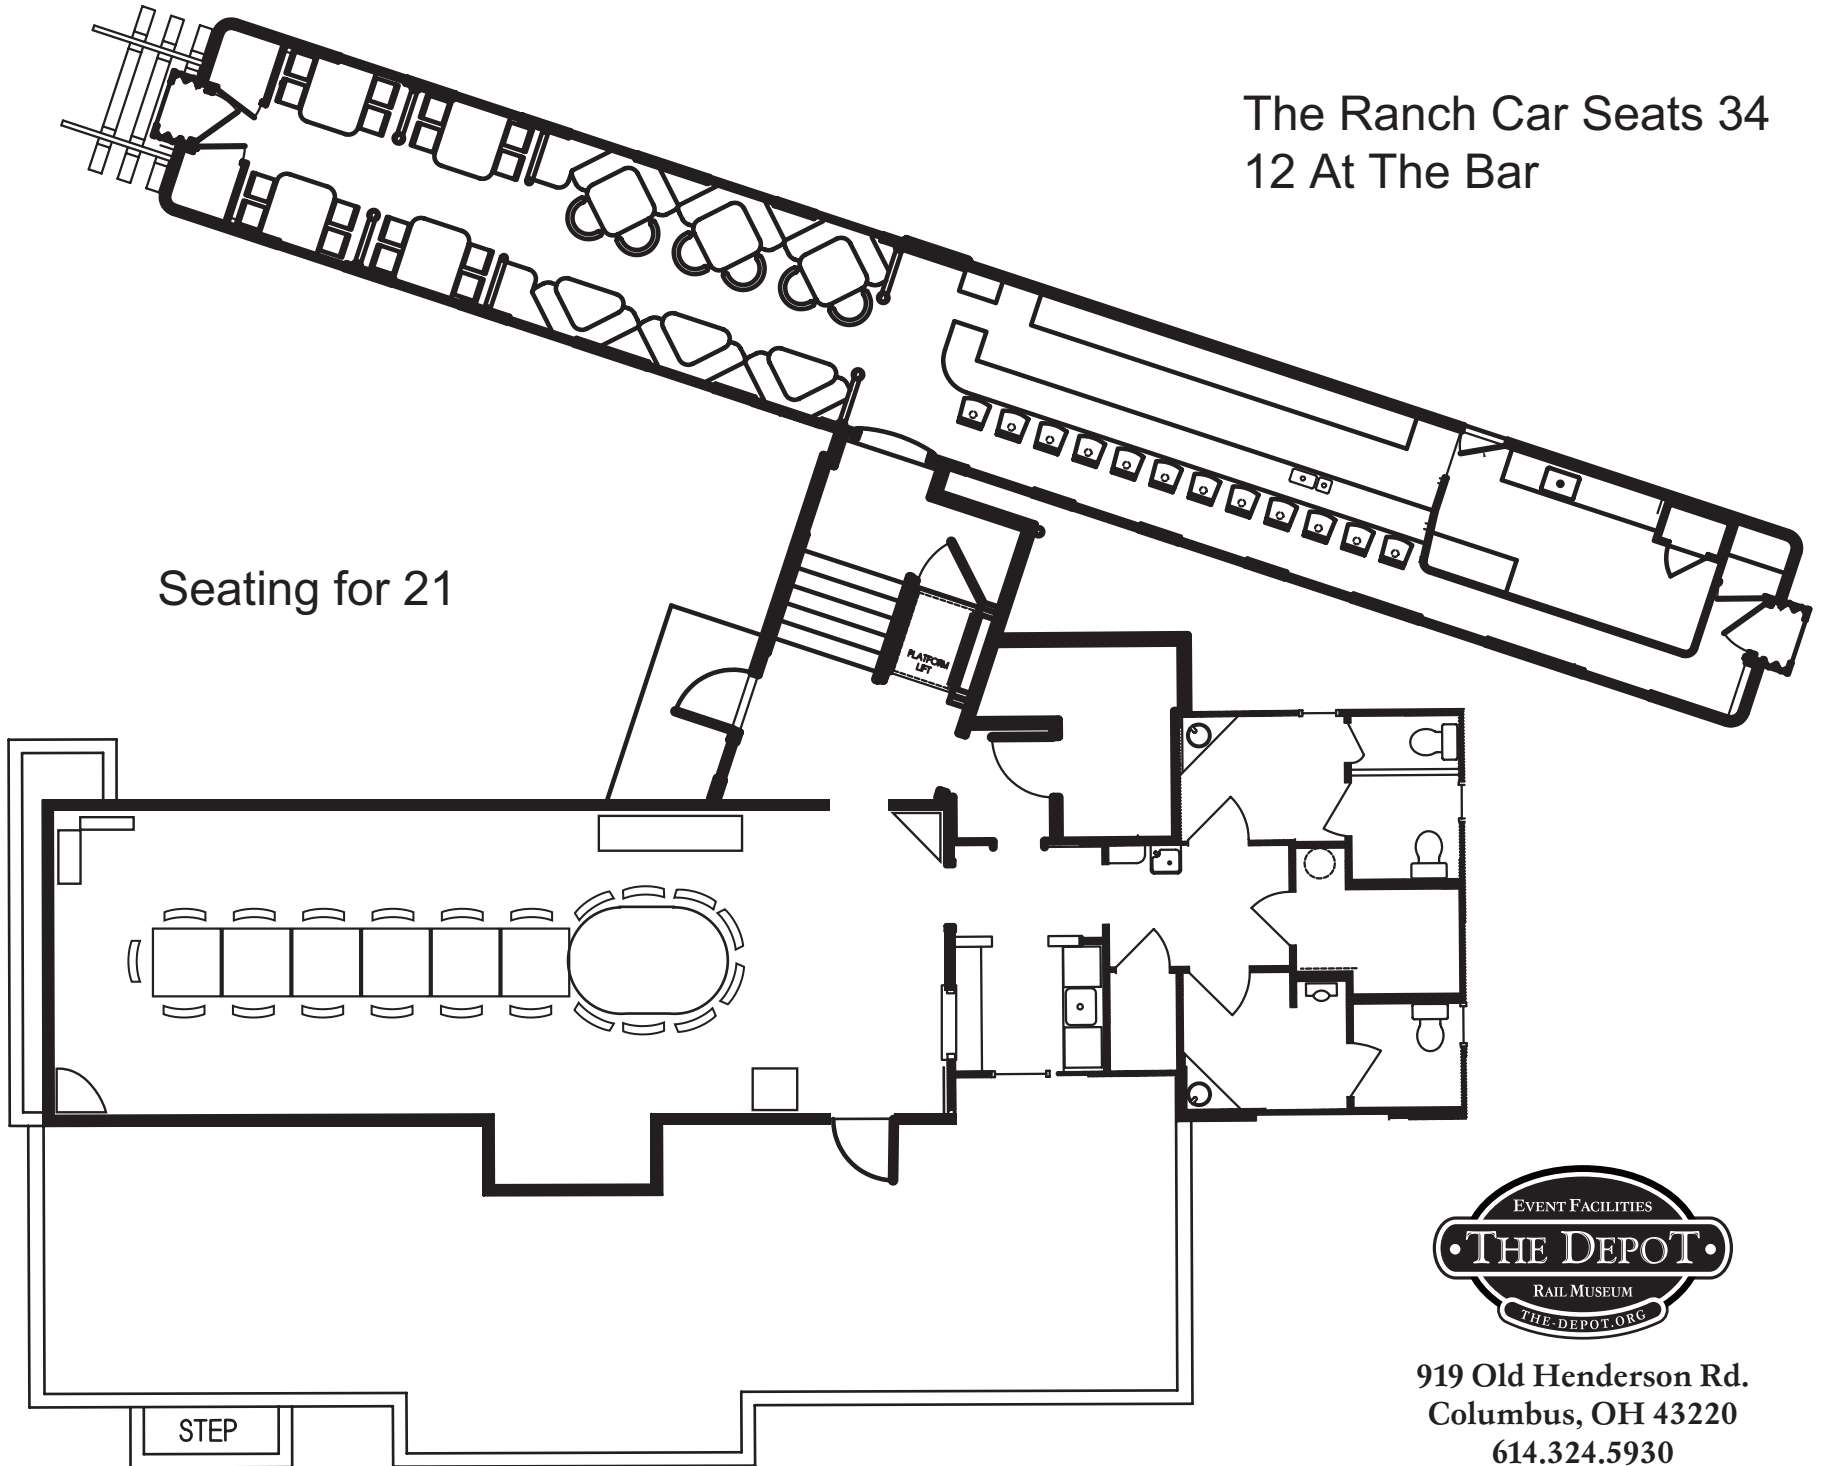 The Ranch Car Seats 34
12 At The Bar
Seating for 21
PLATFORM
LIFT
STEP
EVENT FACILITIES
THE DEPOT
RAIL MUSEUM
THE-DEPOT.ORG
919 Old Henderson Rd.
Columbus, OH 43220
614.324.5930